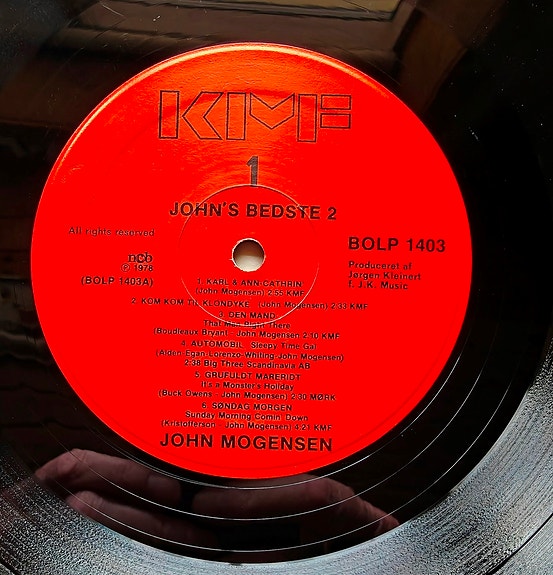 KMF
1
JOHN'S BEDSTE 2
All rights reserved
ncb
℗ 1978
(BOLP 1403A)
BOLP 1403
Produceret af
Jørgen Kleinert
f. J.K. Music
1. KARL & ANN-CATHRIN
(John Mogensen) 2:55 KMF
2. KOM KOM TIL KLONDYKE (John Mogensen) 2:33 KMF
3. DEN MAND
That Man Right There
(Boudleaux Bryant - John Mogensen) 2:10 KMF
4. AUTOMOBIL Sleepy Time Gal
(Alden-Egan-Lorenzo-Whiting-John Mogensen)
2:38 Big Three Scandinavia AB
5. GRUFULDT MARERIDT
It's a Monster's Holiday
(Buck Owens - John Mogensen) 2:30 MØRK
6. SØNDAG MORGEN
Sunday Morning Comin' Down
(Kristofferson - John Mogensen) 4:21 KMF
JOHN MOGENSEN